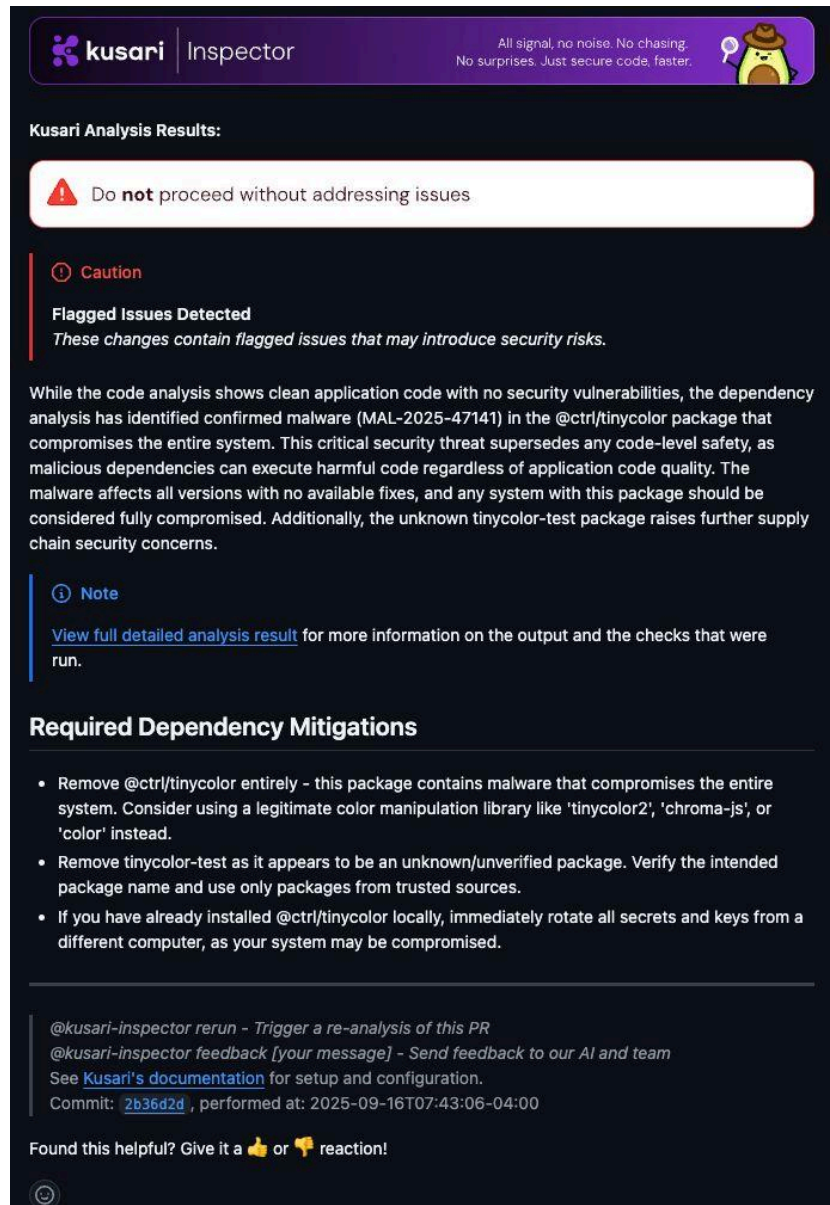 kusari Inspector
All signal, no noise. No chasing.
No surprises. Just secure code, faster.
Kusari Analysis Results:
Do not proceed without addressing issues
Caution
Flagged Issues Detected
These changes contain flagged issues that may introduce security risks.
While the code analysis shows clean application code with no security vulnerabilities, the dependency
analysis has identified confirmed malware (MAL-2025-47141) in the @ctrl/tinycolor package that
compromises the entire system. This critical security threat supersedes any code-level safety, as
malicious dependencies can execute harmful code regardless of application code quality. The
malware affects all versions with no available fixes, and any system with this package should be
considered fully compromised. Additionally, the unknown tinycolor-test package raises further supply
chain security concerns.
Note
View full detailed analysis result for more information on the output and the checks that were
run.
Required Dependency Mitigations
• Remove @ctrl/tinycolor entirely - this package contains malware that compromises the entire
system. Consider using a legitimate color manipulation library like 'tinycolor2', 'chroma-js', or
'color' instead.
• Remove tinycolor-test as it appears to be an unknown/unverified package. Verify the intended
package name and use only packages from trusted sources.
• If you have already installed @ctrl/tinycolor locally, immediately rotate all secrets and keys from a
different computer, as your system may be compromised.
@kusari-inspector rerun - Trigger a re-analysis of this PR
@kusari-inspector feedback [your message] - Send feedback to our AI and team
See Kusari's documentation for setup and configuration.
Commit: 2b36d2d, performed at: 2025-09-16T07:43:06-04:00
Found this helpful? Give it a 👍 or 👎 reaction!